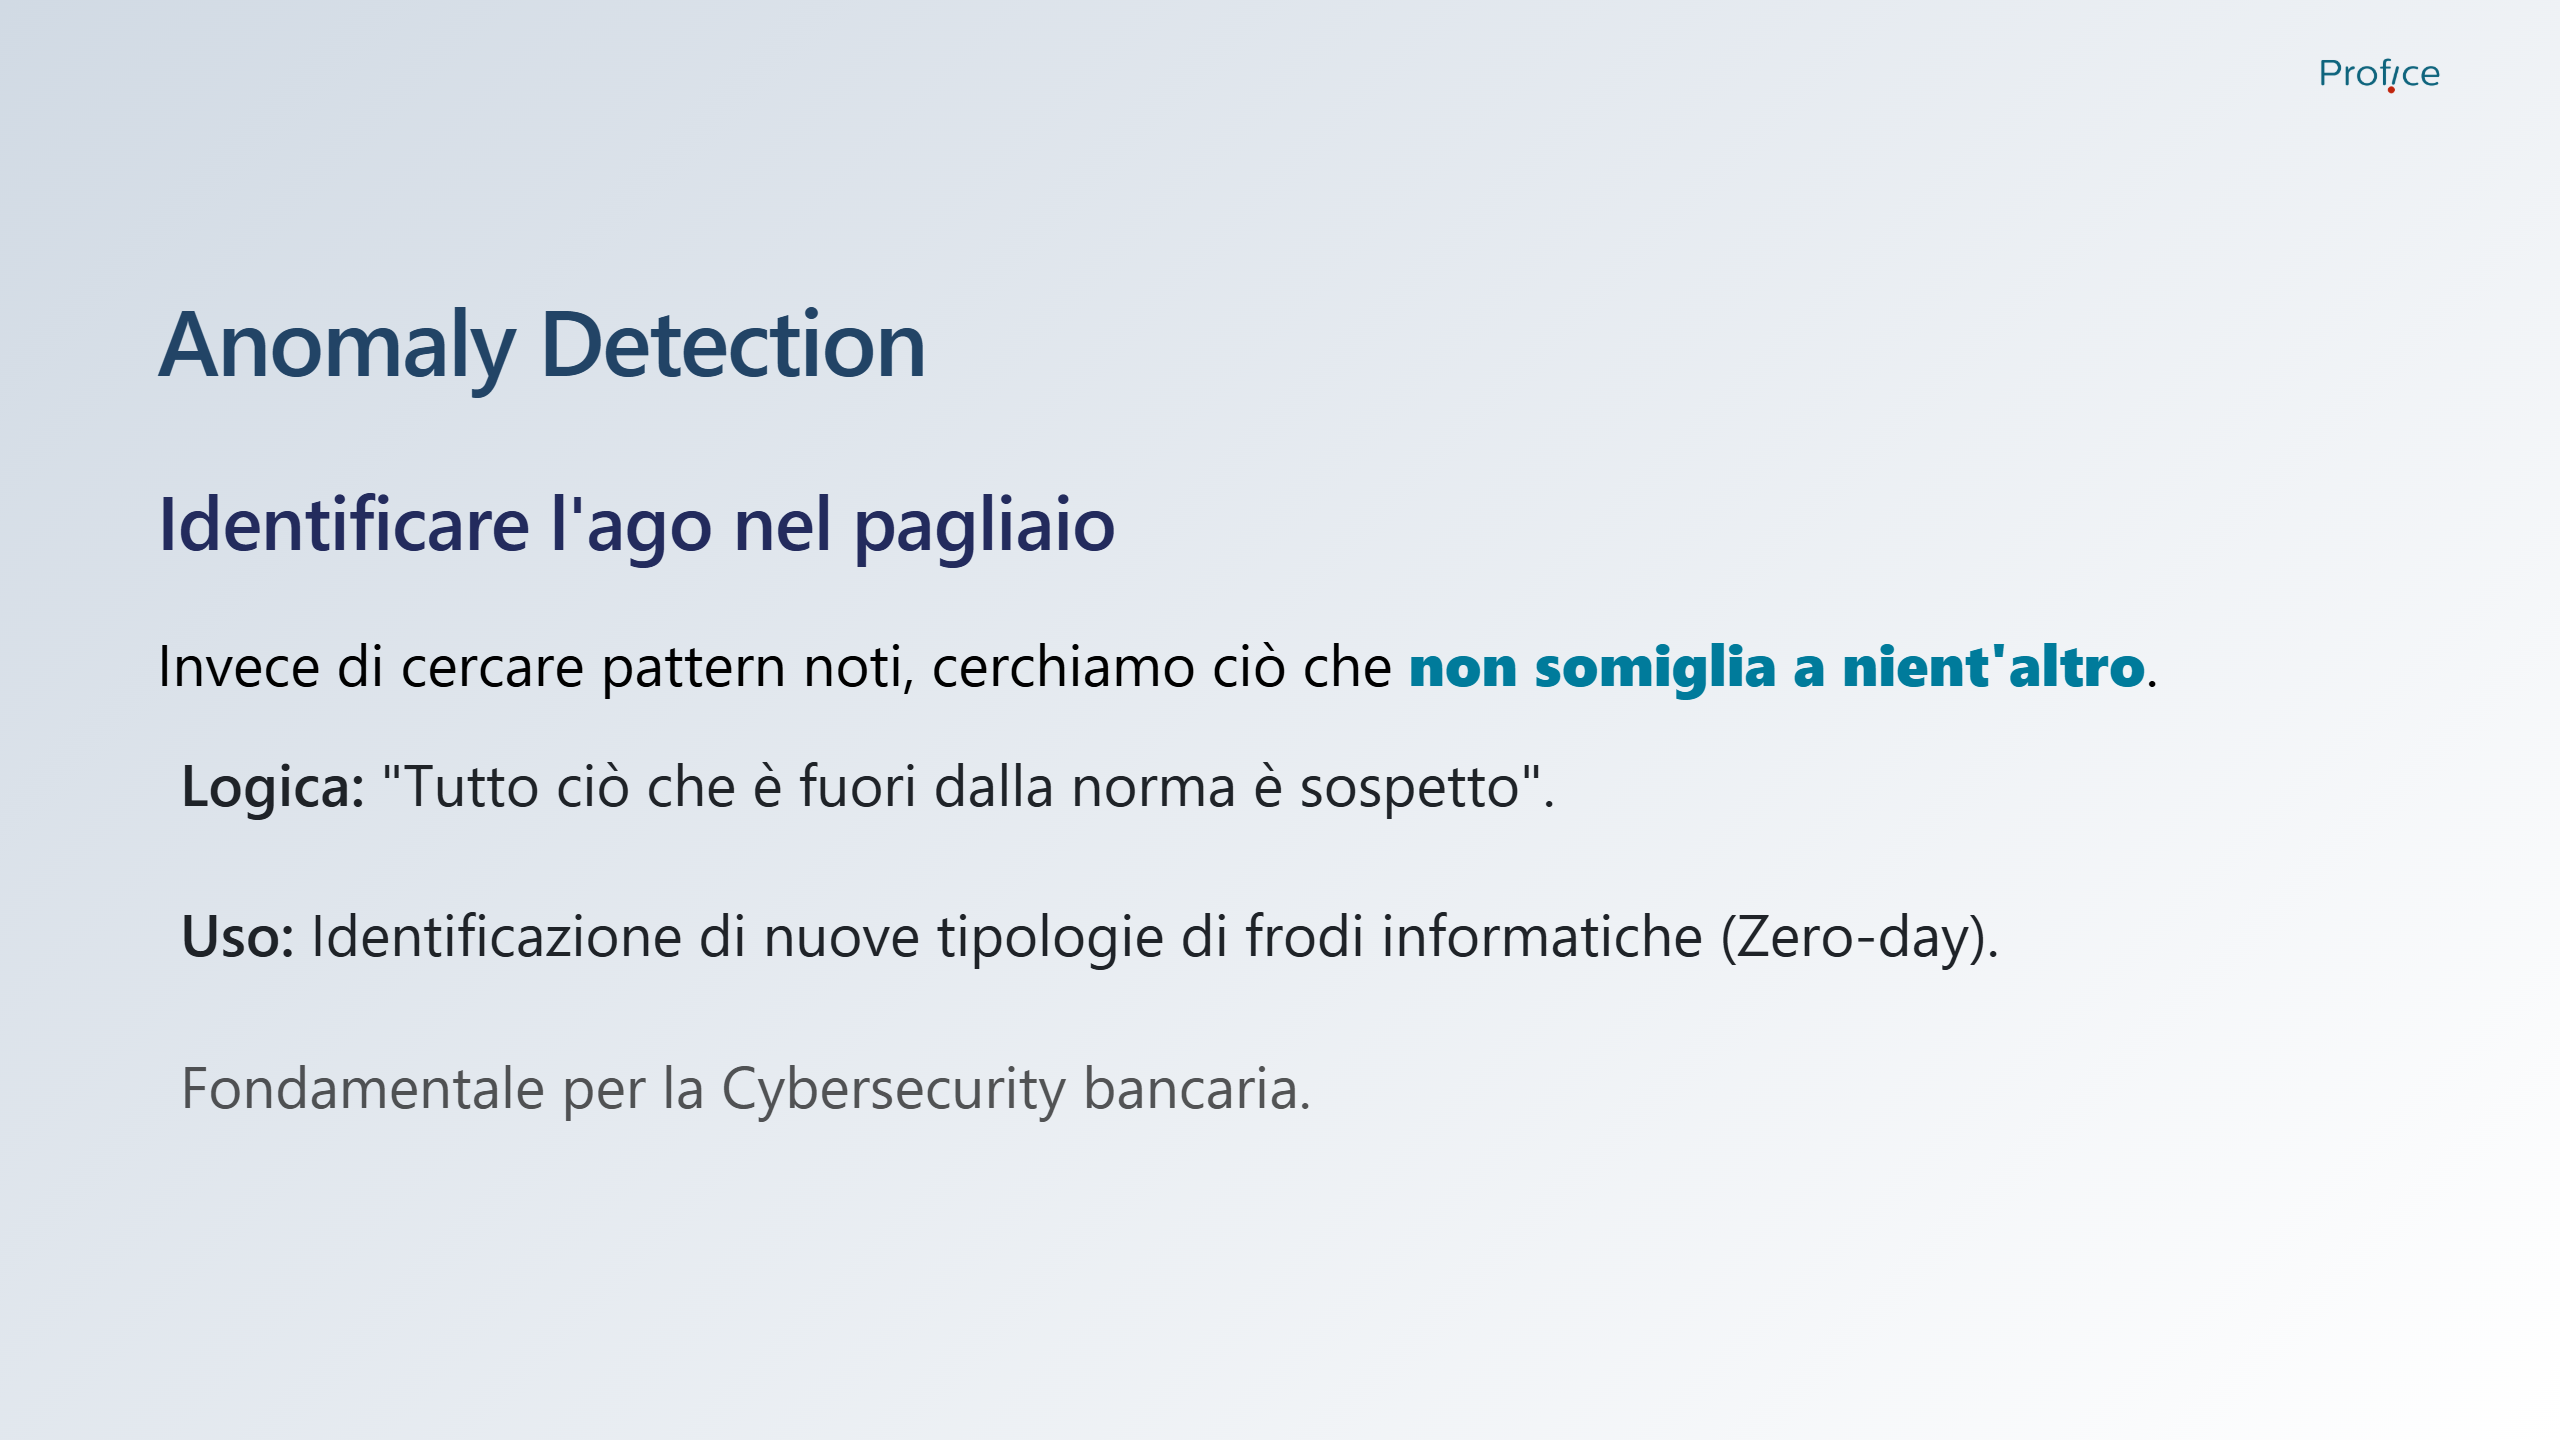 Profice
Anomaly Detection
Identificare l'ago nel pagliaio
Invece di cercare pattern noti, cerchiamo ciò che non somiglia a nient'altro.
Logica: "Tutto ciò che è fuori dalla norma è sospetto".
Uso: Identificazione di nuove tipologie di frodi informatiche (Zero-day).
Fondamentale per la Cybersecurity bancaria.